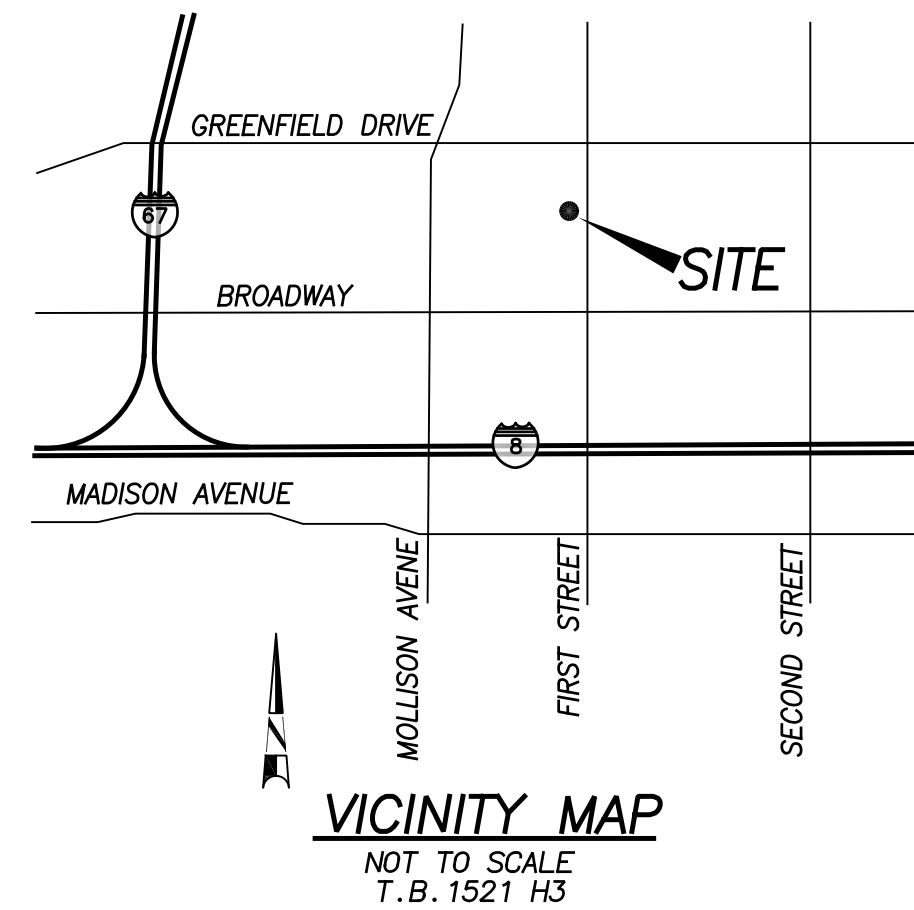 GREENFIELD DRIVE
67
SITE
BROADWAY
8
MADISON AVENUE
MOLLISON AVENE
FIRST STREET
SECOND STREET
N
VICINITY MAP
NOT TO SCALE
T.B. 1521 H3